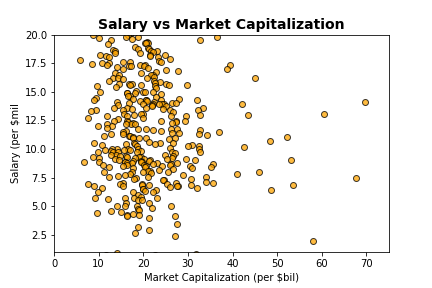 Salary vs Market Capitalization
20.0
17.5
15.0
12.5
10.0
7.5
5.0
2.5
Salary (per $mil
0 10 20 30 40 50 60 70
Market Capitalization (per $bil)